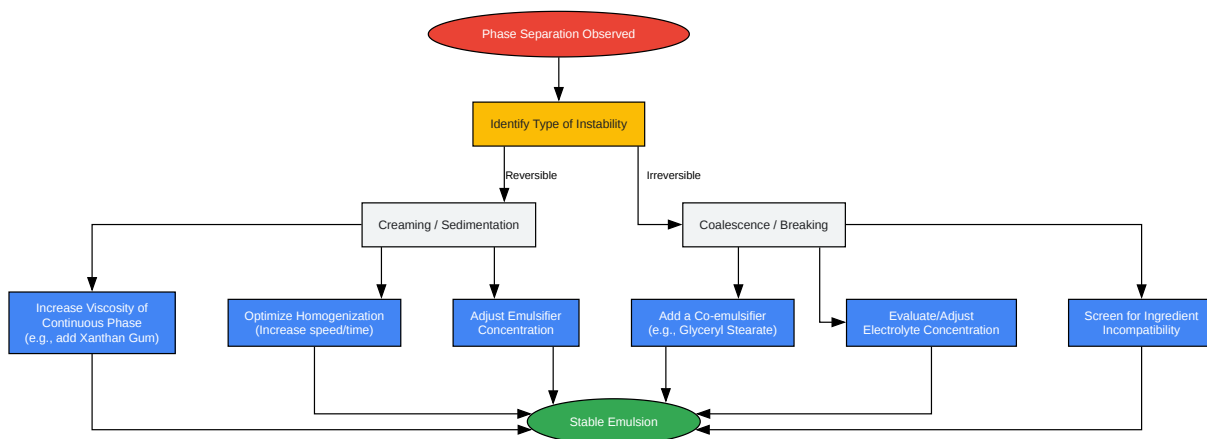 Phase Separation Observed
Identify Type of Instability
Reversible
Irreversible
Creaming / Sedimentation
Coalescence / Breaking
Increase Viscosity of
Continuous Phase
(e.g., add Xanthan Gum)
Optimize Homogenization
(Increase speed/time)
Adjust Emulsifier
Concentration
Add a Co-emulsifier
(e.g., Glyceryl Stearate)
Evaluate/Adjust
Electrolyte Concentration
Screen for Ingredient
Incompatibility
Stable Emulsion